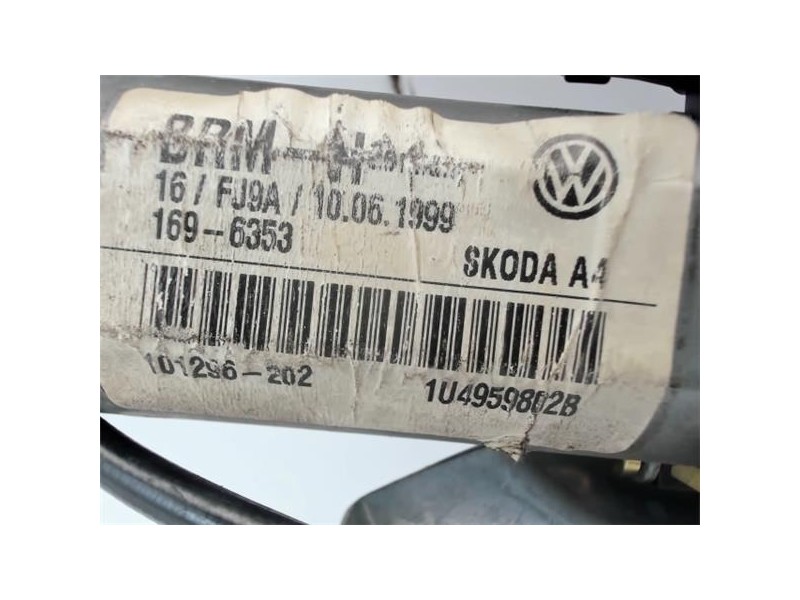 16 / FJ9A / 10.06.1999
169-6353
SKODA A4
101296-202
1U4959802B